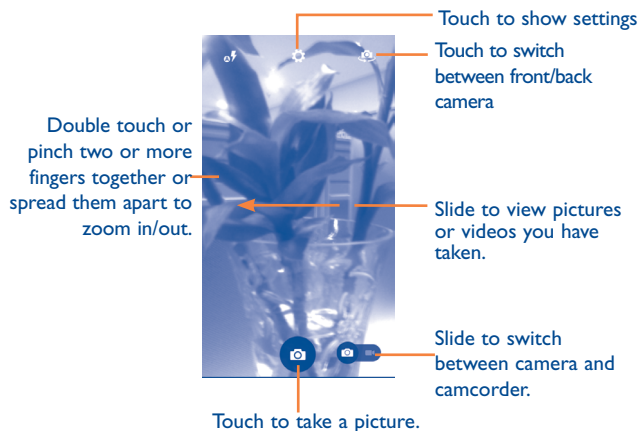 Touch to show settings
Touch to switch
between front/back
camera
Double touch or
pinch two or more
fingers together or
spread them apart to
zoom in/out.
Slide to view pictures
or videos you have
taken.
Slide to switch
between camera and
camcorder.
Touch to take a picture.